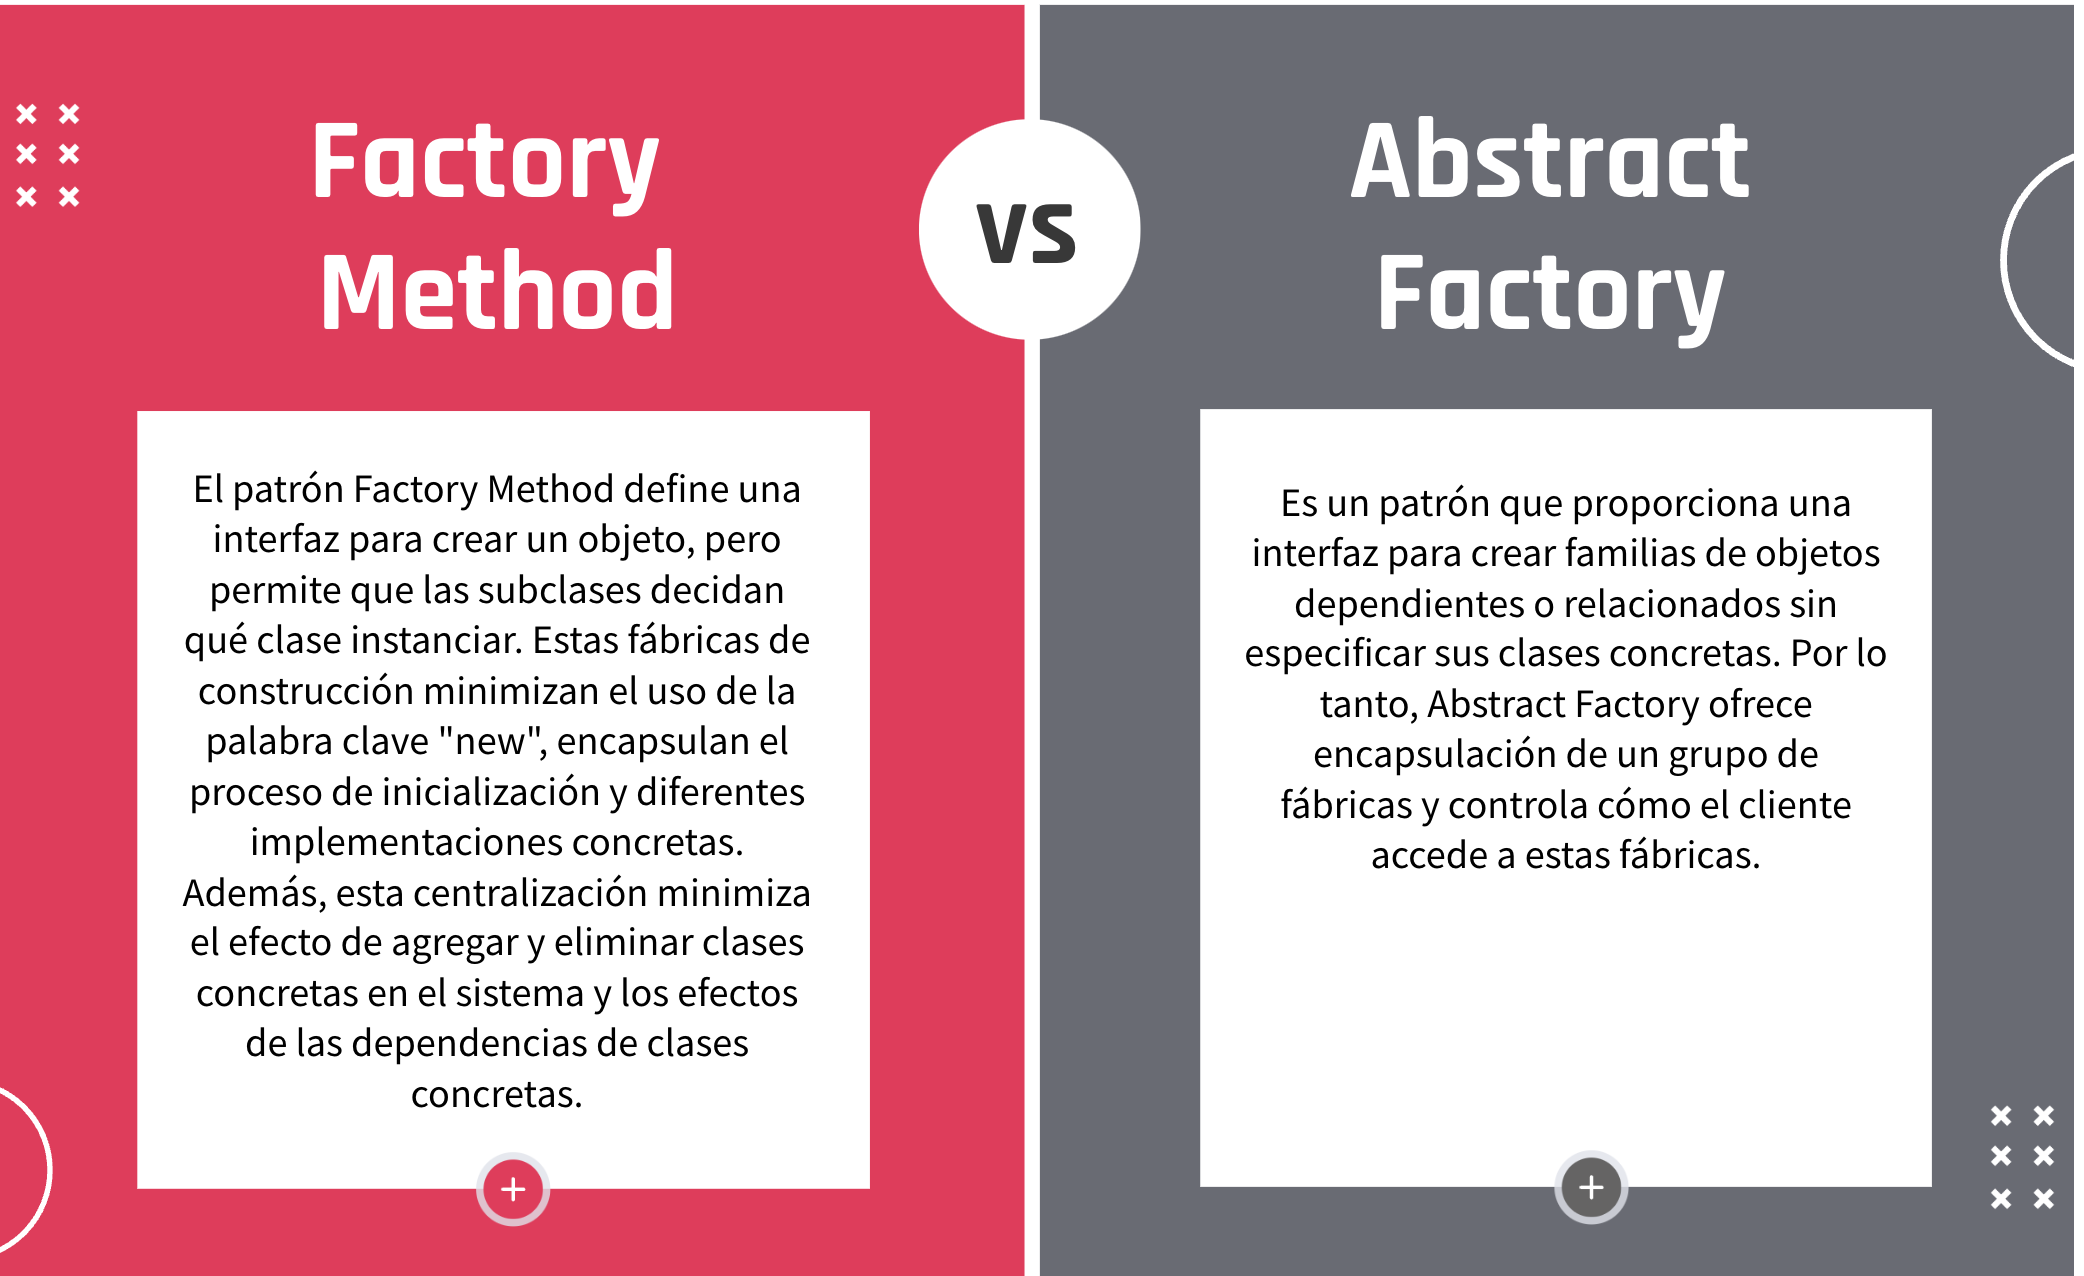 Factory
Method
VS
Abstract
Factory
El patrón Factory Method define una
interfaz para crear un objeto, pero
permite que las subclases decidan
qué clase instanciar. Estas fábricas de
construcción minimizan el uso de la
palabra clave "new", encapsulan el
proceso de inicialización y diferentes
implementaciones concretas.
Además, esta centralización minimiza
el efecto de agregar y eliminar clases
concretas en el sistema y los efectos
de las dependencias de clases
concretas.
Es un patrón que proporciona una
interfaz para crear familias de objetos
dependientes o relacionados sin
especificar sus clases concretas. Por lo
tanto, Abstract Factory ofrece
encapsulación de un grupo de
fábricas y controla cómo el cliente
accede a estas fábricas.